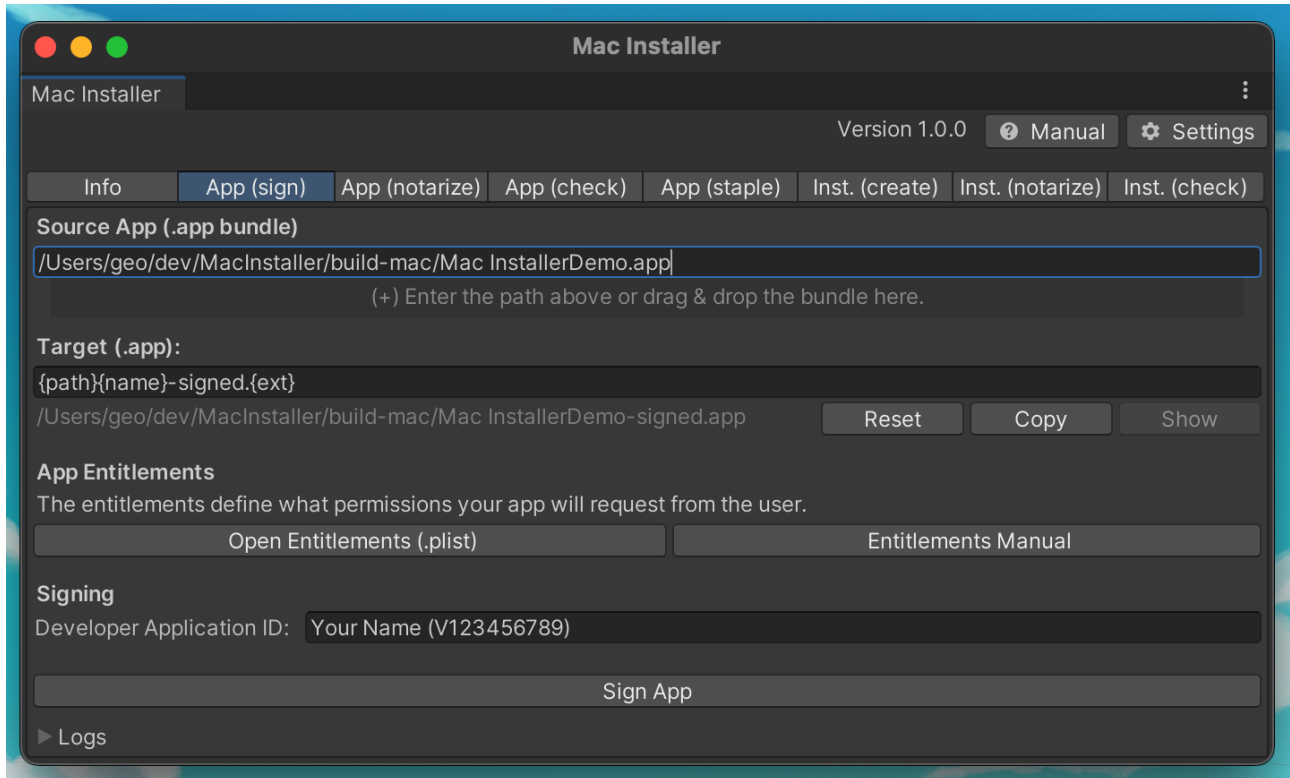 Mac Installer
Mac Installer
Version 1.0.0 Manual Settings
Info App (sign) App (notarize) App (check) App (staple) Inst. (create) Inst. (notarize) Inst. (check)
Source App (.app bundle)
/Users/geo/dev/MacInstaller/build-mac/Mac InstallerDemo.app
(+) Enter the path above or drag & drop the bundle here.
Target (.app):
{path}{name}-signed.{ext}
/Users/geo/dev/MacInstaller/build-mac/Mac InstallerDemo-signed.app Reset Copy Show
App Entitlements
The entitlements define what permissions your app will request from the user.
Open Entitlements (.plist) Entitlements Manual
Signing
Developer Application ID: Your Name (V123456789)
Sign App
Logs